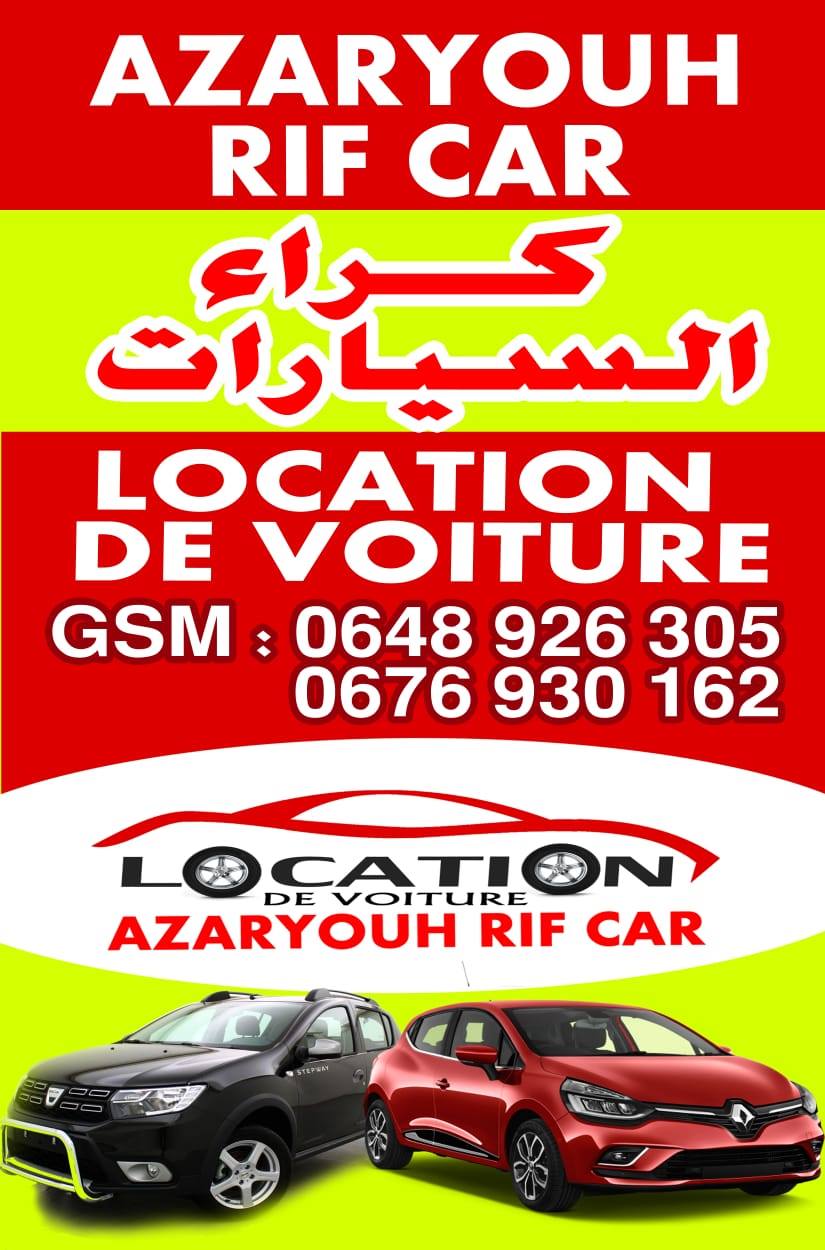 AZARYOUH
RIF CAR
كراء
السيارات
LOCATION
DE VOITURE
GSM : 0648 926 305
0676 930 162
LOCATION
DE VOITURE
AZARYOUH RIF CAR
STEPWAY